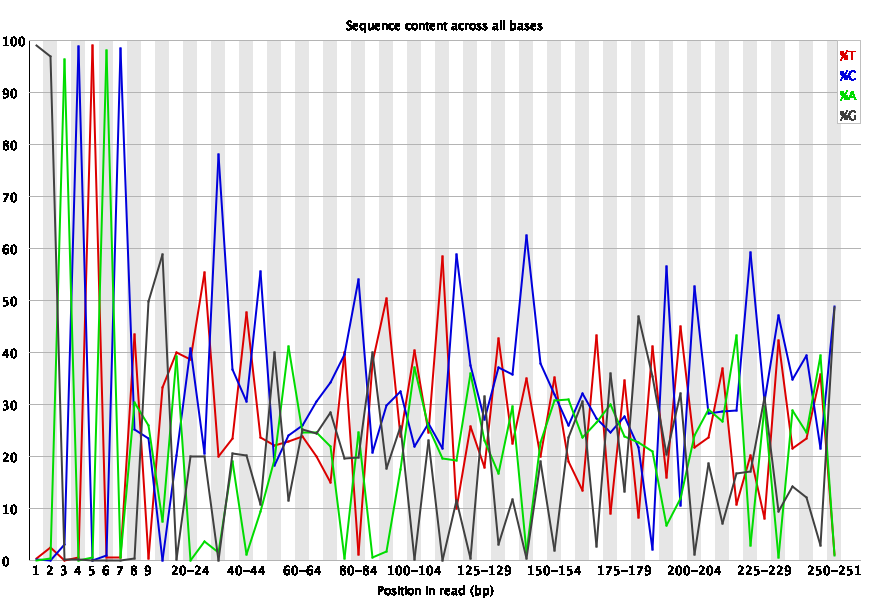 Sequence content across all bases
%T
%C
%A
%G
100
90
80
70
60
50
40
30
20
10
0
1 2 3 4 5 6 7 8 9 20-24 40-44 60-64 80-84 100-104 125-129 150-154 175-179 200-204 225-229 250-251
Position in read (bp)